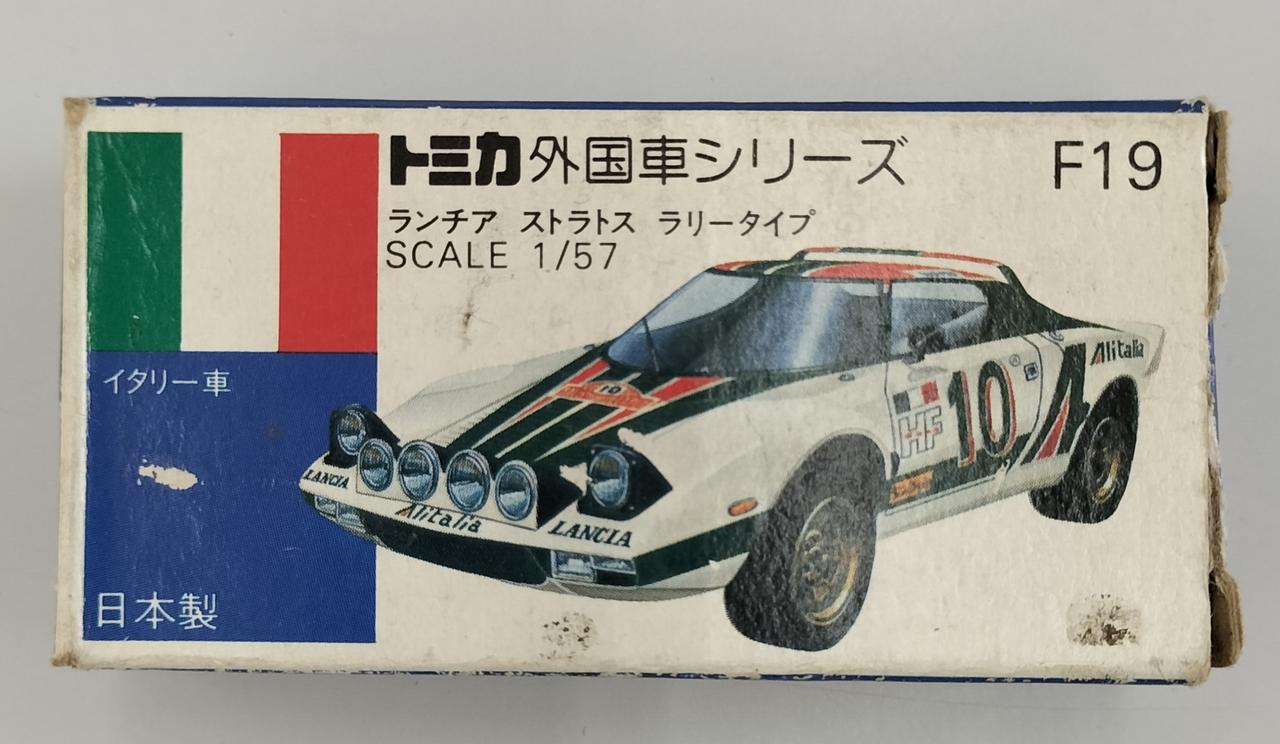 トミカ外国車シリーズ F19
ランチア ストラトス ラリータイプ
SCALE 1/57
イタリー車
日本製
10
Alitalia
HF
10
LANCIA
Alitalia
LANCIA